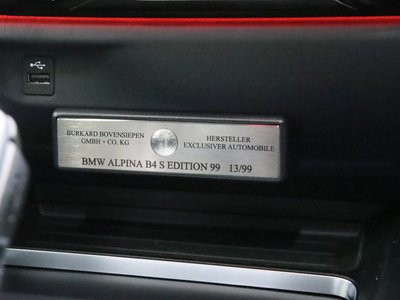 BURKARD BOVENSIEPEN
GMBH + CO. KG
HERSTELLER
EXCLUSIVER AUTOMOBILE
BMW ALPINA B4 S EDITION 99 13/99